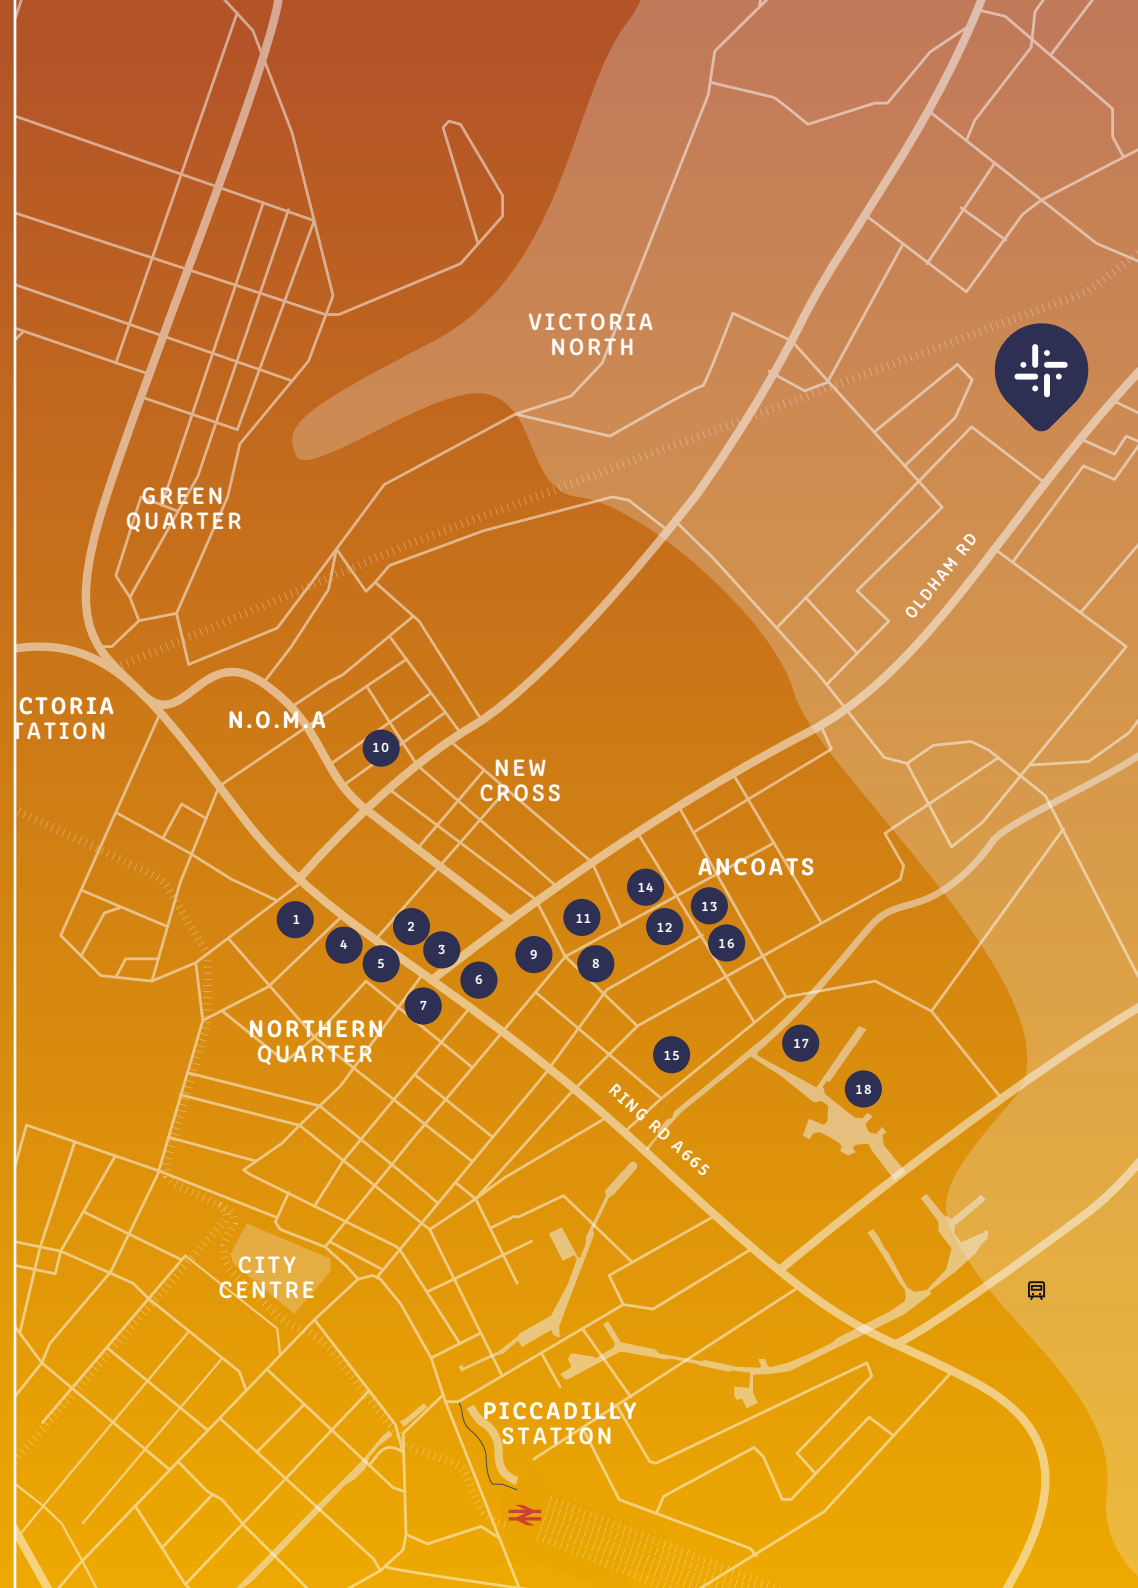 VICTORIA
NORTH
GREEN
QUARTER
OLDHAM RD
CTORIA
TATION
N.O.M.A
10
NEW
CROSS
ANCOATS
14
13
11
12
16
1
2
4
3
5
9
8
6
7
NORTHERN
QUARTER
15
17
18
RING RD A665
CITY
CENTRE
PICCADILLY
STATION